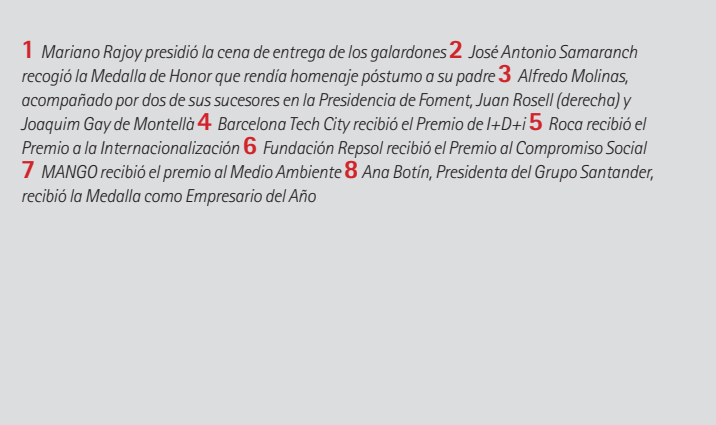 1 Mariano Rajoy presidió la cena de entrega de los galardones 2 José Antonio Samaranch
recogió la Medalla de Honor que rendía homenaje póstumo a su padre 3 Alfredo Molinas,
acompañado por dos de sus sucesores en la Presidencia de Foment, Juan Rosell (derecha) y
Joaquim Gay de Montellà 4 Barcelona Tech City recibió el Premio de I+D+i 5 Roca recibió el
Premio a la Internacionalización 6 Fundación Repsol recibió el Premio al Compromiso Social
7 MANGO recibió el premio al Medio Ambiente 8 Ana Botín, Presidenta del Grupo Santander,
recibió la Medalla como Empresario del Año